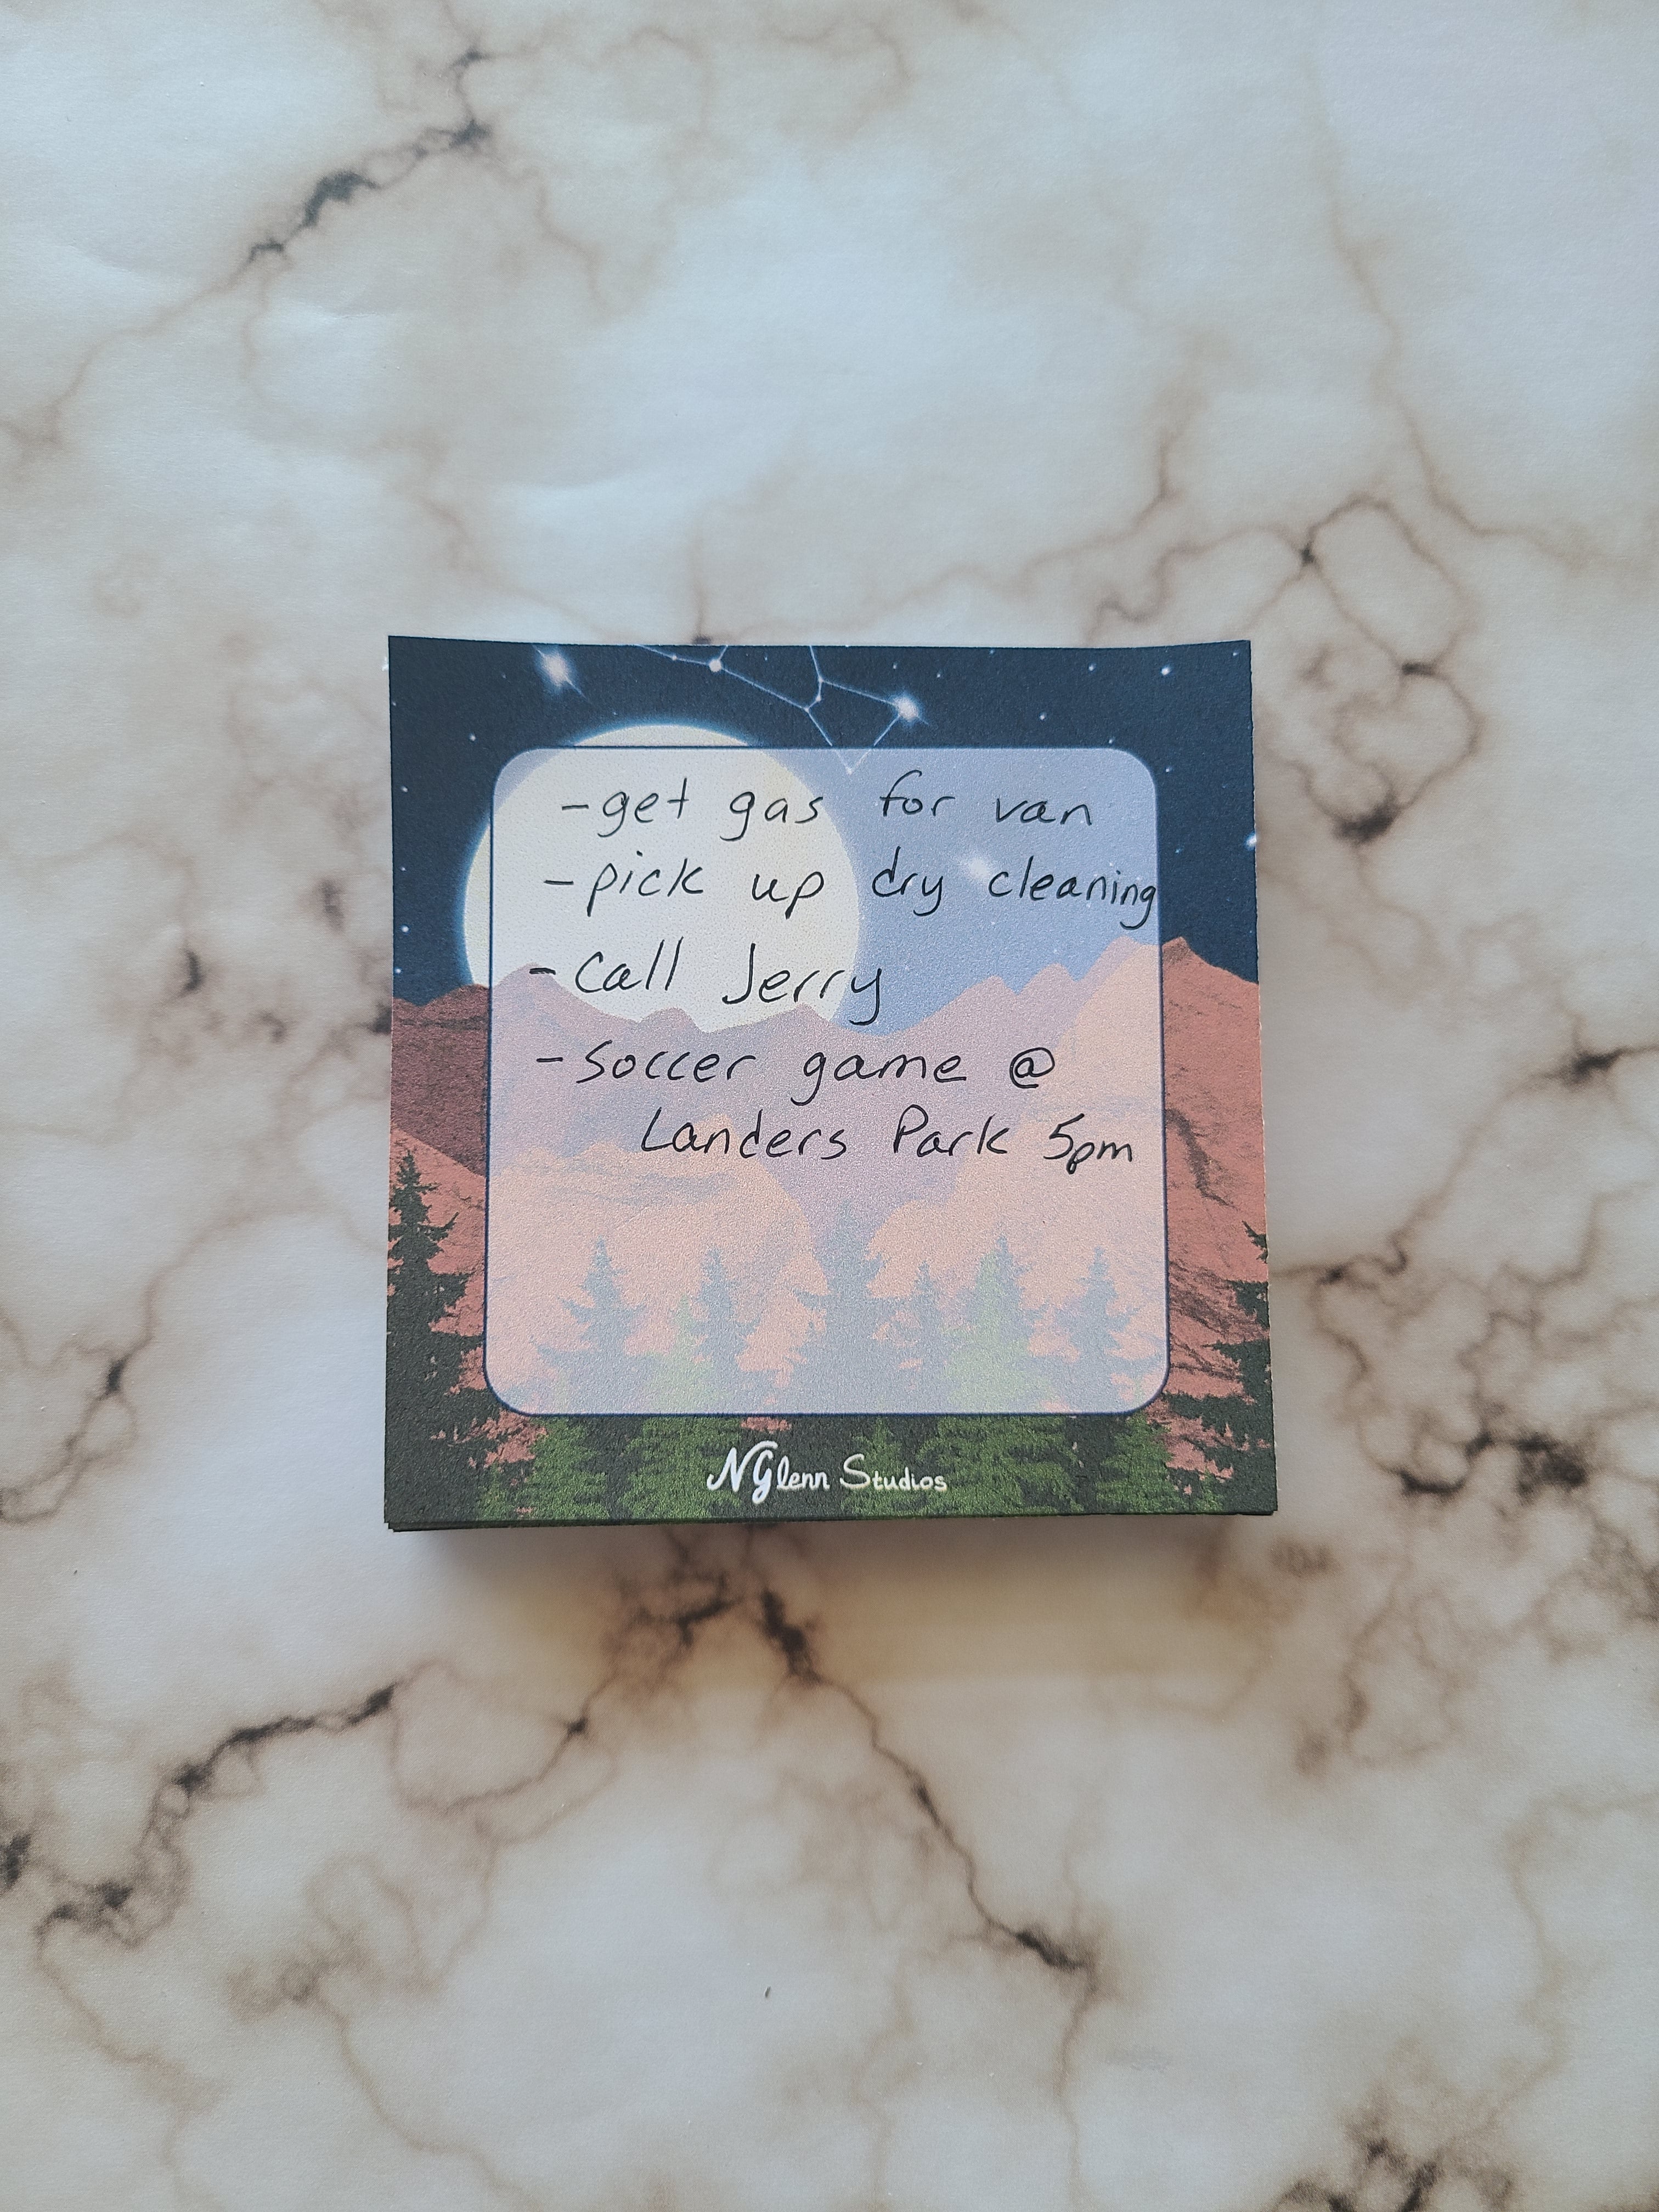 -get gas for van
-pick up dry cleaning
-Call Jerry
-Soccer game @
Landers Park 5pm
NGlenn Studios